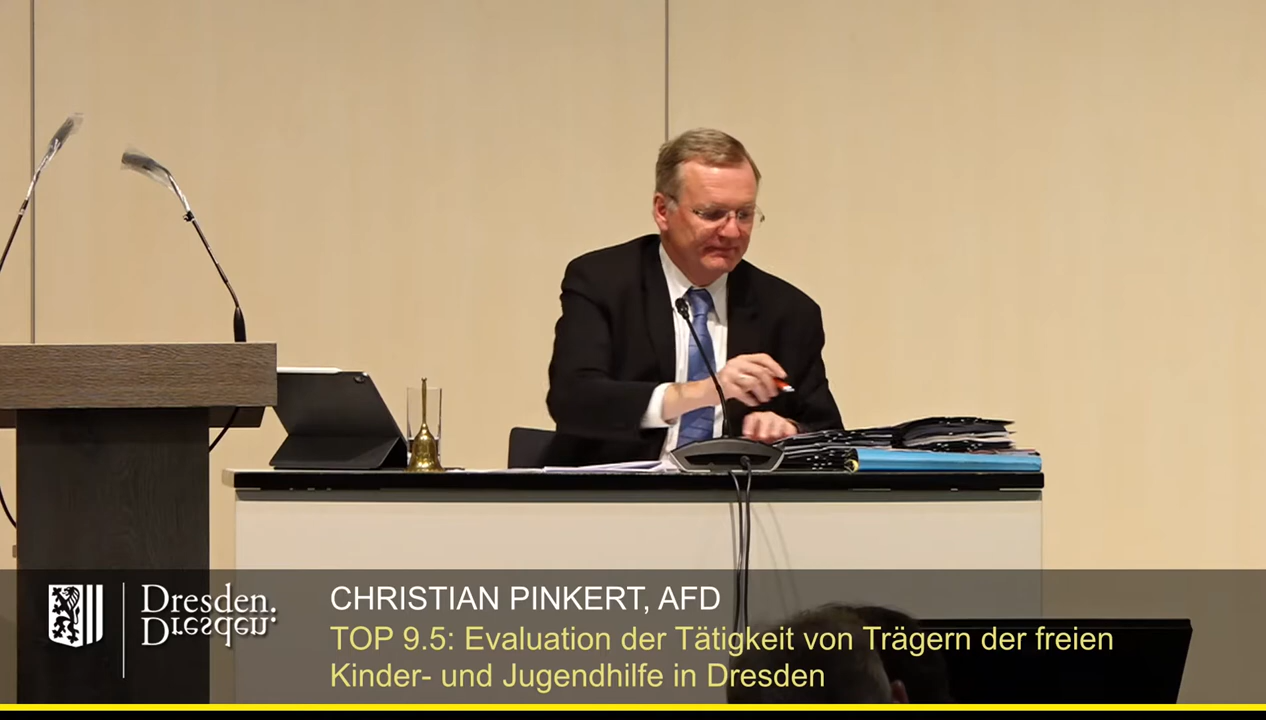 Dresden.
Dresden.
CHRISTIAN PINKERT, AFD
TOP 9.5: Evaluation der Tätigkeit von Trägern der freien
Kinder- und Jugendhilfe in Dresden